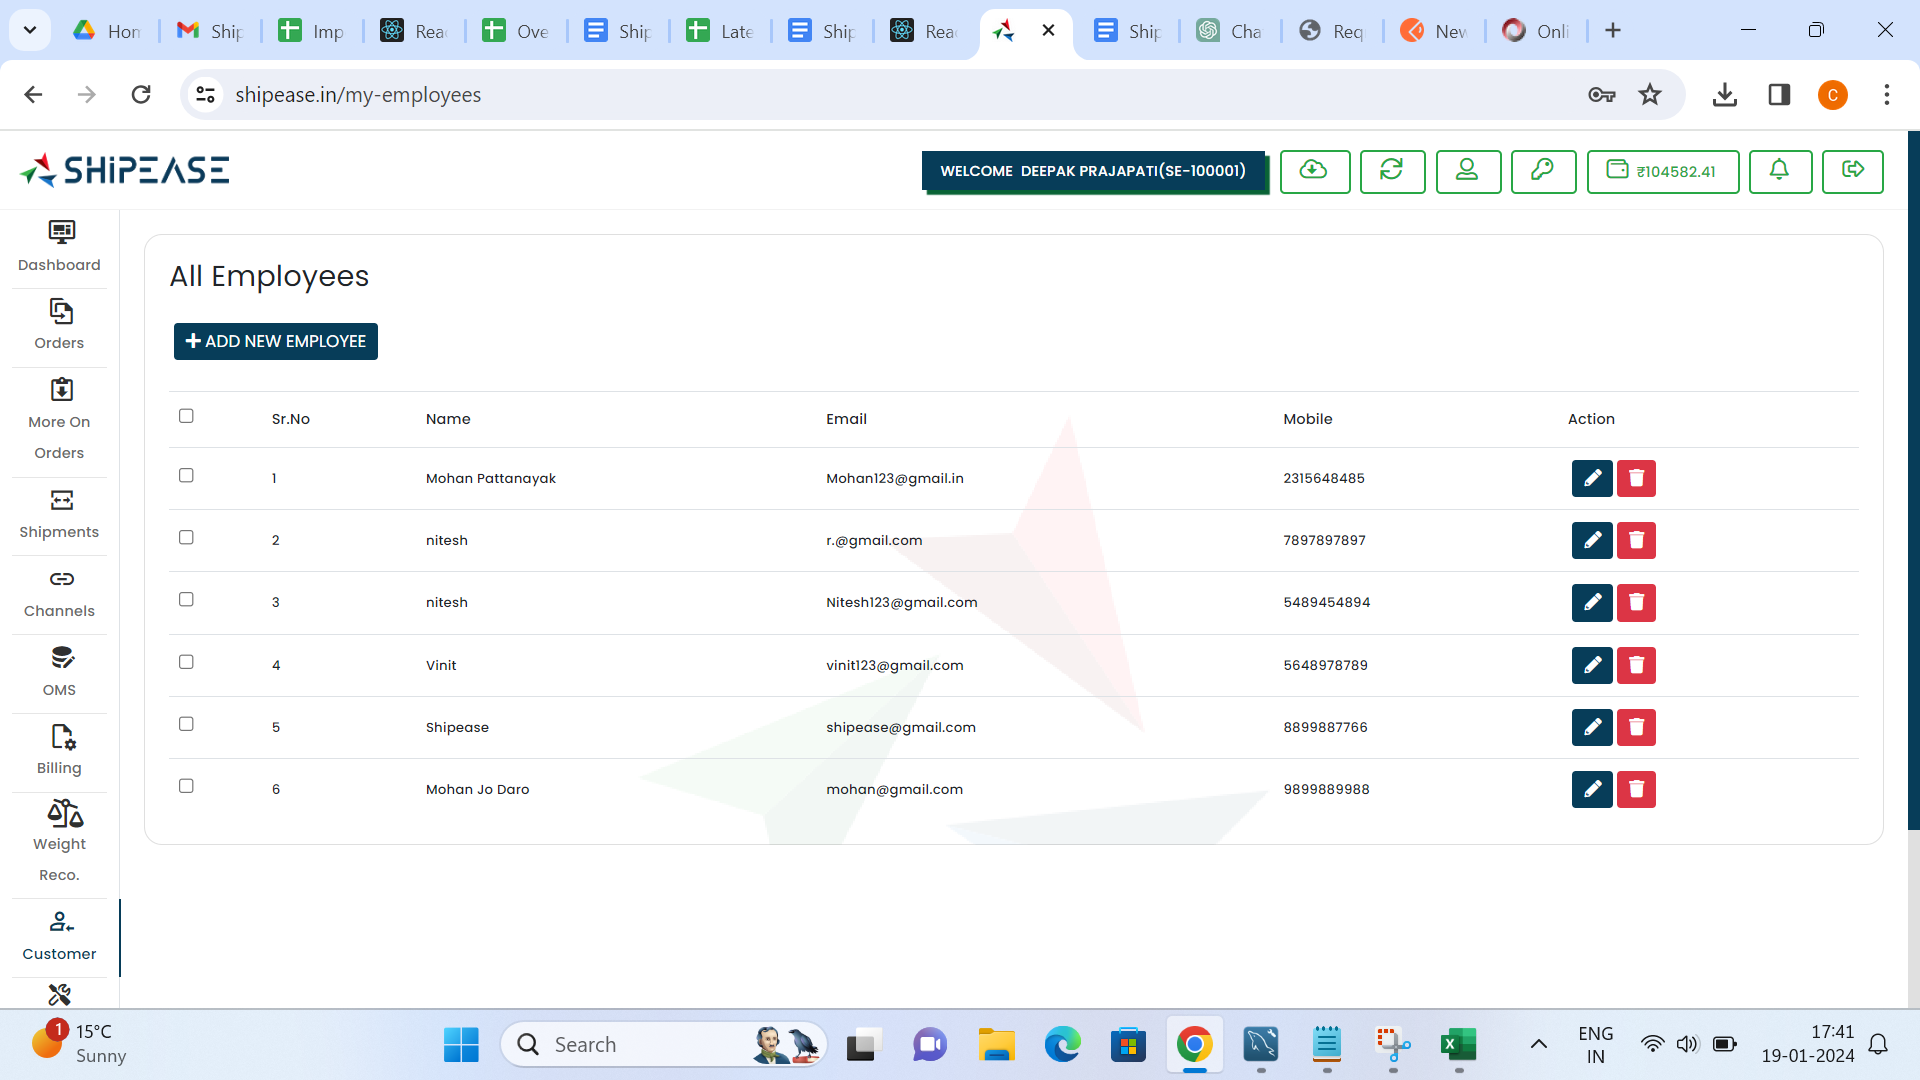 Hon
Ship
Imp
Read
Ove
Ship
Late
Ship
Read
Ship
Cha
Req
New
Onli
shipease.in/my-employees
C
SHiPEASE
WELCOME DEEPAK PRAJAPATI(SE-100001)
₹104582.41
Dashboard
Orders
More On
Orders
Shipments
Channels
OMS
Billing
Weight
Reco.
Customer
All Employees
ADD NEW EMPLOYEE
Sr.No Name Email Mobile Action
1 Mohan Pattanayak Mohan123@gmail.in 2315648485
2 nitesh r.@gmail.com 7897897897
3 nitesh Nitesh123@gmail.com 5489454894
4 Vinit vinit123@gmail.com 5648978789
5 Shipease shipease@gmail.com 8899887766
6 Mohan Jo Daro mohan@gmail.com 9899889988
1
15°C
Sunny
Search
ENG
IN
17:41
19-01-2024